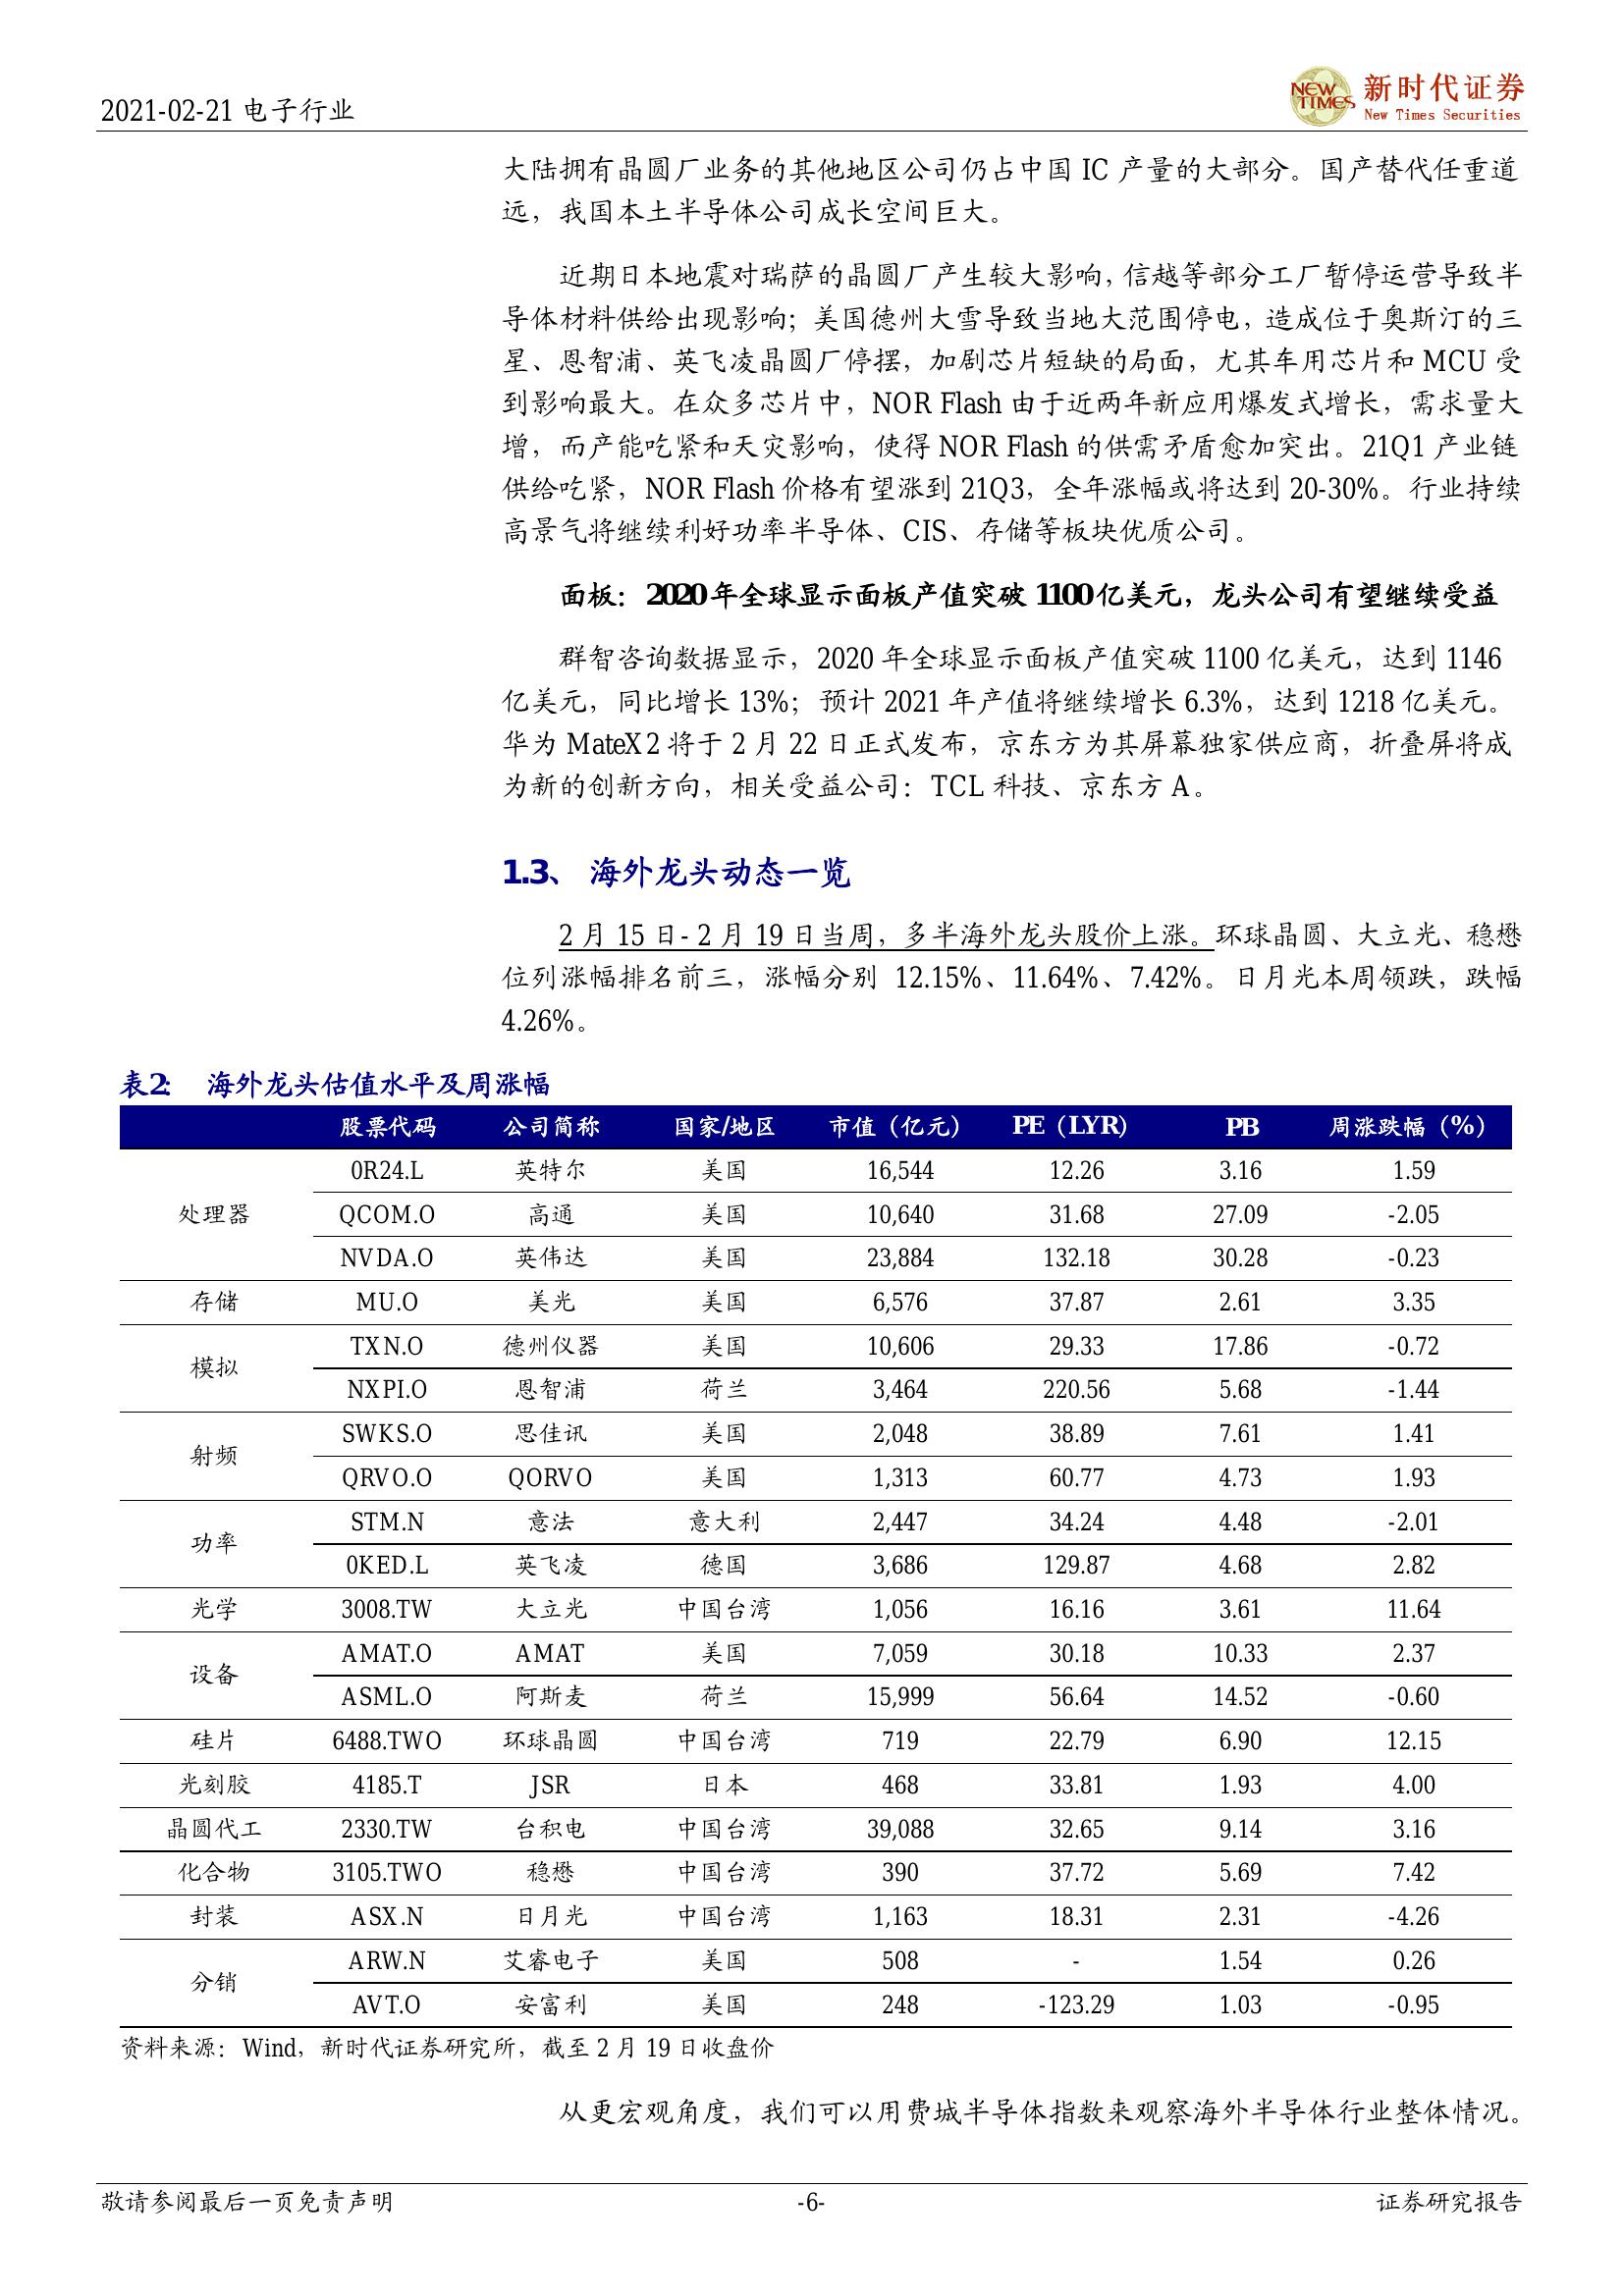 2021-02-21 电子行业
NEW TIMES 新时代证券
New Times Securities
大陆拥有晶圆厂业务的其他地区公司仍占中国 IC 产量的大部分。国产替代任重道
远，我国本土半导体公司成长空间巨大。
近期日本地震对瑞萨的晶圆厂产生较大影响，信越等部分工厂暂停运营导致半
导体材料供给出现影响；美国德州大雪导致当地大范围停电，造成位于奥斯汀的三
星、恩智浦、英飞凌晶圆厂停摆，加剧芯片短缺的局面，尤其车用芯片和 MCU 受
到影响最大。在众多芯片中，NOR Flash 由于近两年新应用爆发式增长，需求量大
增，而产能吃紧和天灾影响，使得 NOR Flash 的供需矛盾愈加突出。21Q1 产业链
供给吃紧，NOR Flash 价格有望涨到 21Q3，全年涨幅或将达到 20-30%。行业持续
高景气将继续利好功率半导体、CIS、存储等板块优质公司。
面板：2020 年全球显示面板产值突破 1100 亿美元，龙头公司有望继续受益
群智咨询数据显示，2020 年全球显示面板产值突破 1100 亿美元，达到 1146
亿美元，同比增长 13%；预计 2021 年产值将继续增长 6.3%，达到 1218 亿美元。
华为 MateX2 将于 2 月 22 日正式发布，京东方为其屏幕独家供应商，折叠屏将成
为新的创新方向，相关受益公司：TCL 科技、京东方 A。
1.3、 海外龙头动态一览
2 月 15 日- 2 月 19 日当周，多半海外龙头股价上涨。环球晶圆、大立光、稳懋
位列涨幅排名前三，涨幅分别 12.15%、11.64%、7.42%。日月光本周领跌，跌幅
4.26%。
表2： 海外龙头估值水平及周涨幅
股票代码 公司简称 国家/地区 市值（亿元） PE（LYR） PB 周涨跌幅（%）
处理器 0R24.L 英特尔 美国 16,544 12.26 3.16 1.59
QCOM.O 高通 美国 10,640 31.68 27.09 -2.05
NVDA.O 英伟达 美国 23,884 132.18 30.28 -0.23
存储 MU.O 美光 美国 6,576 37.87 2.61 3.35
模拟 TXN.O 德州仪器 美国 10,606 29.33 17.86 -0.72
NXPI.O 恩智浦 荷兰 3,464 220.56 5.68 -1.44
射频 SWKS.O 思佳讯 美国 2,048 38.89 7.61 1.41
QRVO.O QORVO 美国 1,313 60.77 4.73 1.93
功率 STM.N 意法 意大利 2,447 34.24 4.48 -2.01
0KED.L 英飞凌 德国 3,686 129.87 4.68 2.82
光学 3008.TW 大立光 中国台湾 1,056 16.16 3.61 11.64
设备 AMAT.O AMAT 美国 7,059 30.18 10.33 2.37
ASML.O 阿斯麦 荷兰 15,999 56.64 14.52 -0.60
硅片 6488.TWO 环球晶圆 中国台湾 719 22.79 6.90 12.15
光刻胶 4185.T JSR 日本 468 33.81 1.93 4.00
晶圆代工 2330.TW 台积电 中国台湾 39,088 32.65 9.14 3.16
化合物 3105.TWO 稳懋 中国台湾 390 37.72 5.69 7.42
封装 ASX.N 日月光 中国台湾 1,163 18.31 2.31 -4.26
分销 ARW.N 艾睿电子 美国 508 - 1.54 0.26
AVT.O 安富利 美国 248 -123.29 1.03 -0.95
资料来源：Wind，新时代证券研究所，截至 2 月 19 日收盘价
从更宏观角度，我们可以用费城半导体指数来观察海外半导体行业整体情况。
敬请参阅最后一页免责声明 -6- 证券研究报告